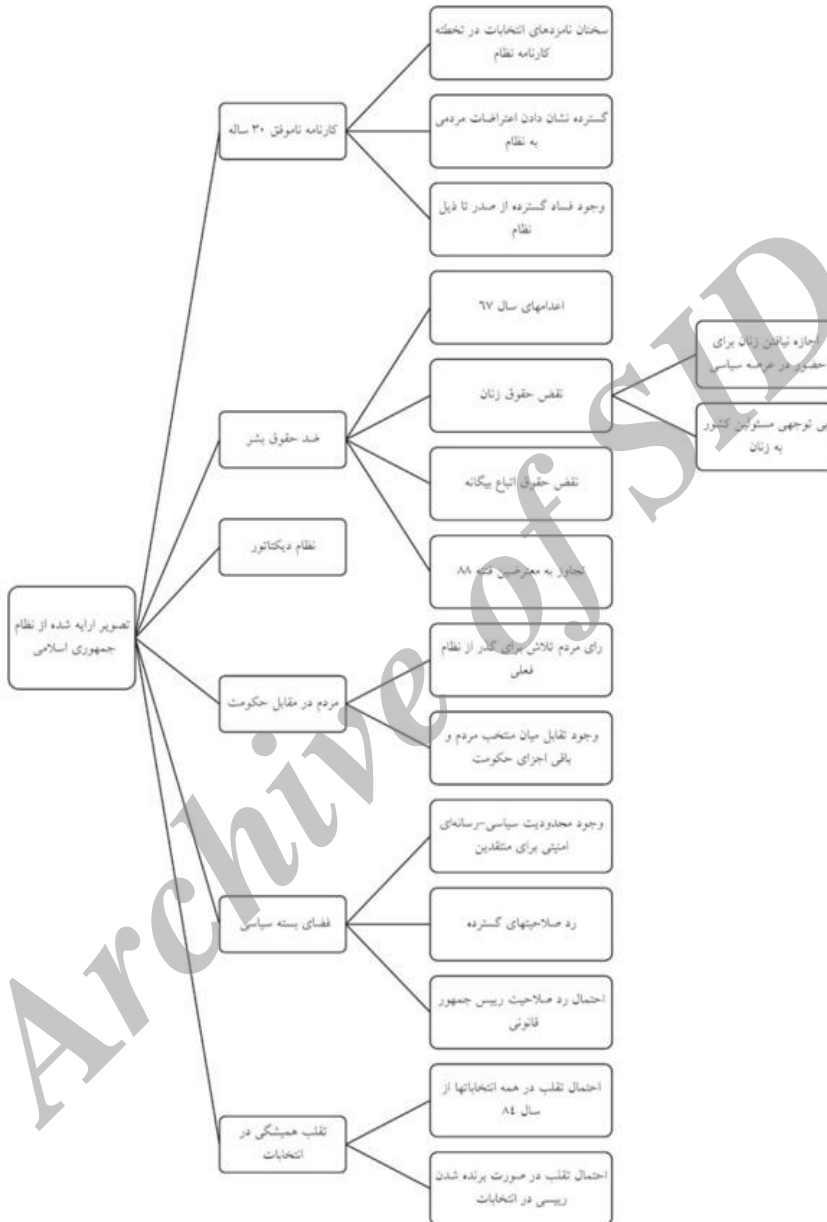 سخنان نامزدهای انتخابات در تخطئه
کارنامه نظام
کارنامه ناموفق ۳۰ ساله
گسترده نشان دادن اعتراضات مردمی
به نظام
وجود فساد گسترده از صدر تا ذیل
نظام
اعدامهای سال ٦٧
اجازه نیافتن زنان برای
حضور در عرصه سیاسی
نقض حقوق زنان
بی توجهی مسئولین کشور
به زنان
ضد حقوق بشر
نقض حقوق اتباع بیگانه
نظام دیکتاتور
تجاوز به معترضین فتنه ۸۸
تصویر ارایه شده از نظام
جمهوری اسلامی
رای مردم تلاش برای گذر از نظام
فعلی
مردم در مقابل حکومت
وجود تقابل میان منتخب مردم و
باقی اجزای حکومت
وجود محدودیت سیاسی-رسانه‌ای
امنیتی برای منتقدین
فضای بسته سیاسی
رد صلاحیتهای گسترده
احتمال رد صلاحیت رییس جمهور
قانونی
احتمال تقلب در همه انتخاباتها از
سال ٨٤
تقلب همیشگی در
انتخابات
احتمال تقلب در صورت برنده شدن
رییسی در انتخابات
Archive of SID